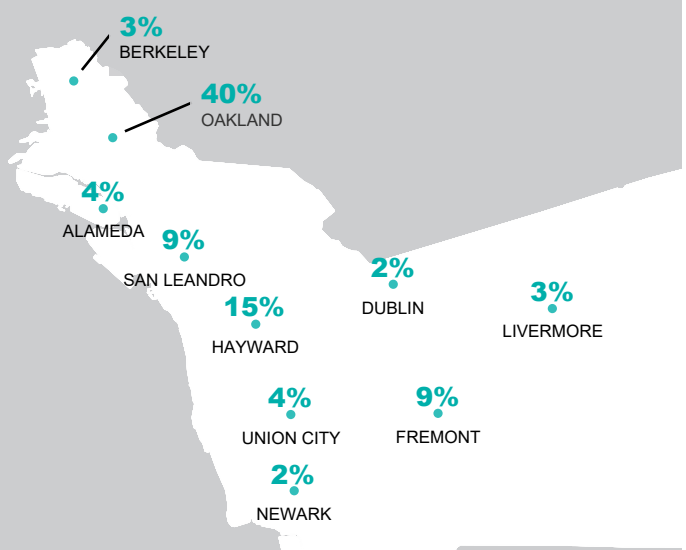 3%
BERKELEY
40%
OAKLAND
4%
ALAMEDA
9%
SAN LEANDRO
15%
HAYWARD
2%
DUBLIN
3%
LIVERMORE
4%
UNION CITY
9%
FREMONT
2%
NEWARK